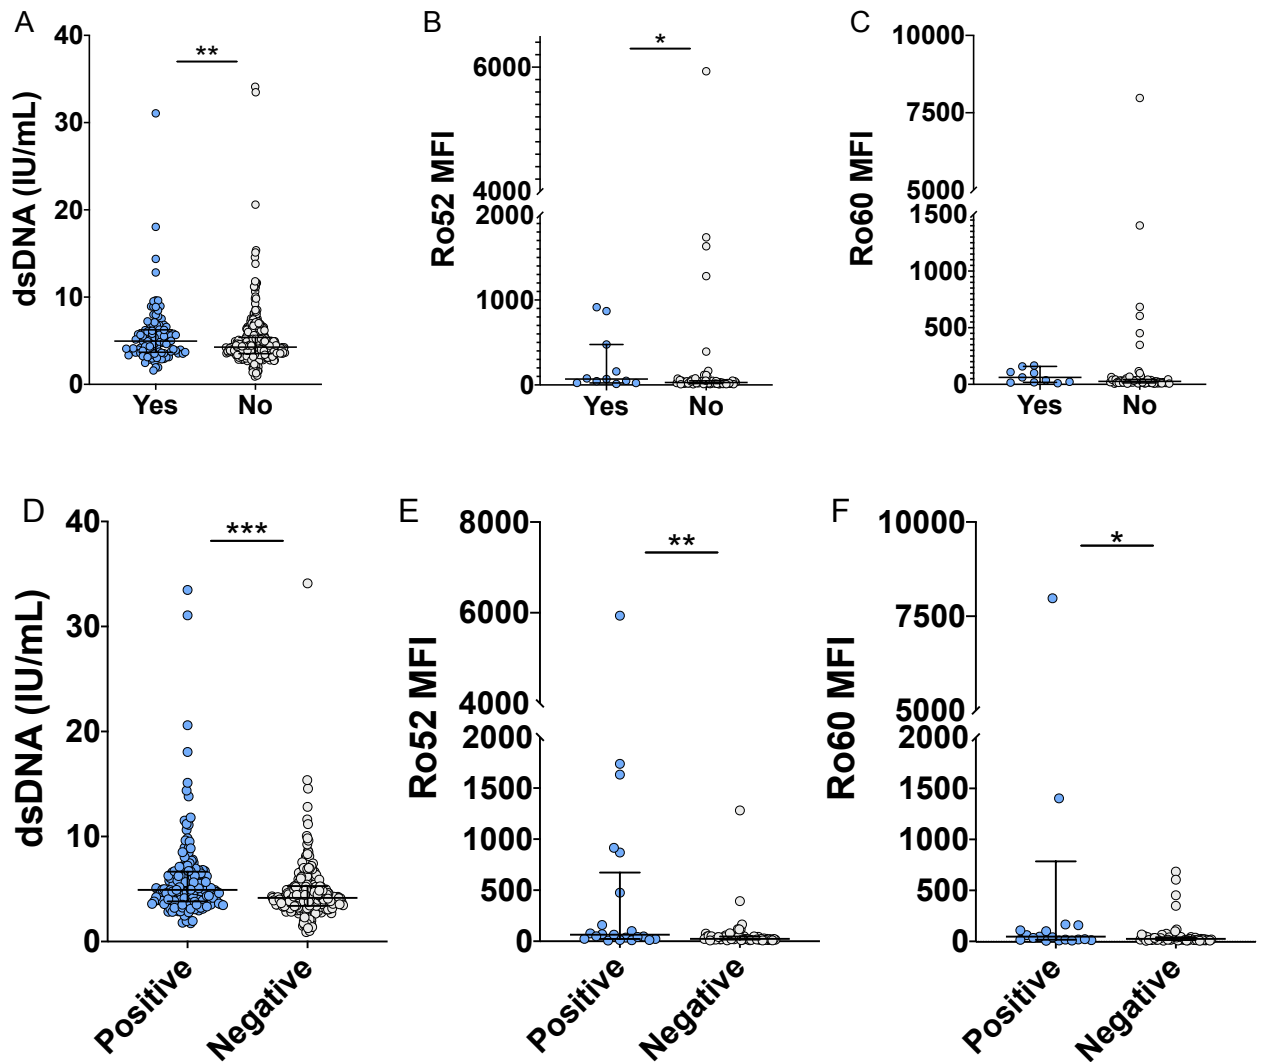 A
dsDNA (IU/mL)
40
30
20
10
0
**
Yes
No
B
Ro52 MFI
6000
4000
2000
1000
0
*
Yes
No
C
Ro60 MFI
10000
7500
5000
1500
1000
500
0
Yes
No
D
dsDNA (IU/mL)
40
30
20
10
0
***
Positive
Negative
E
Ro52 MFI
8000
6000
4000
2000
1500
1000
500
0
**
Positive
Negative
F
Ro60 MFI
10000
7500
5000
2000
1500
1000
500
0
*
Positive
Negative